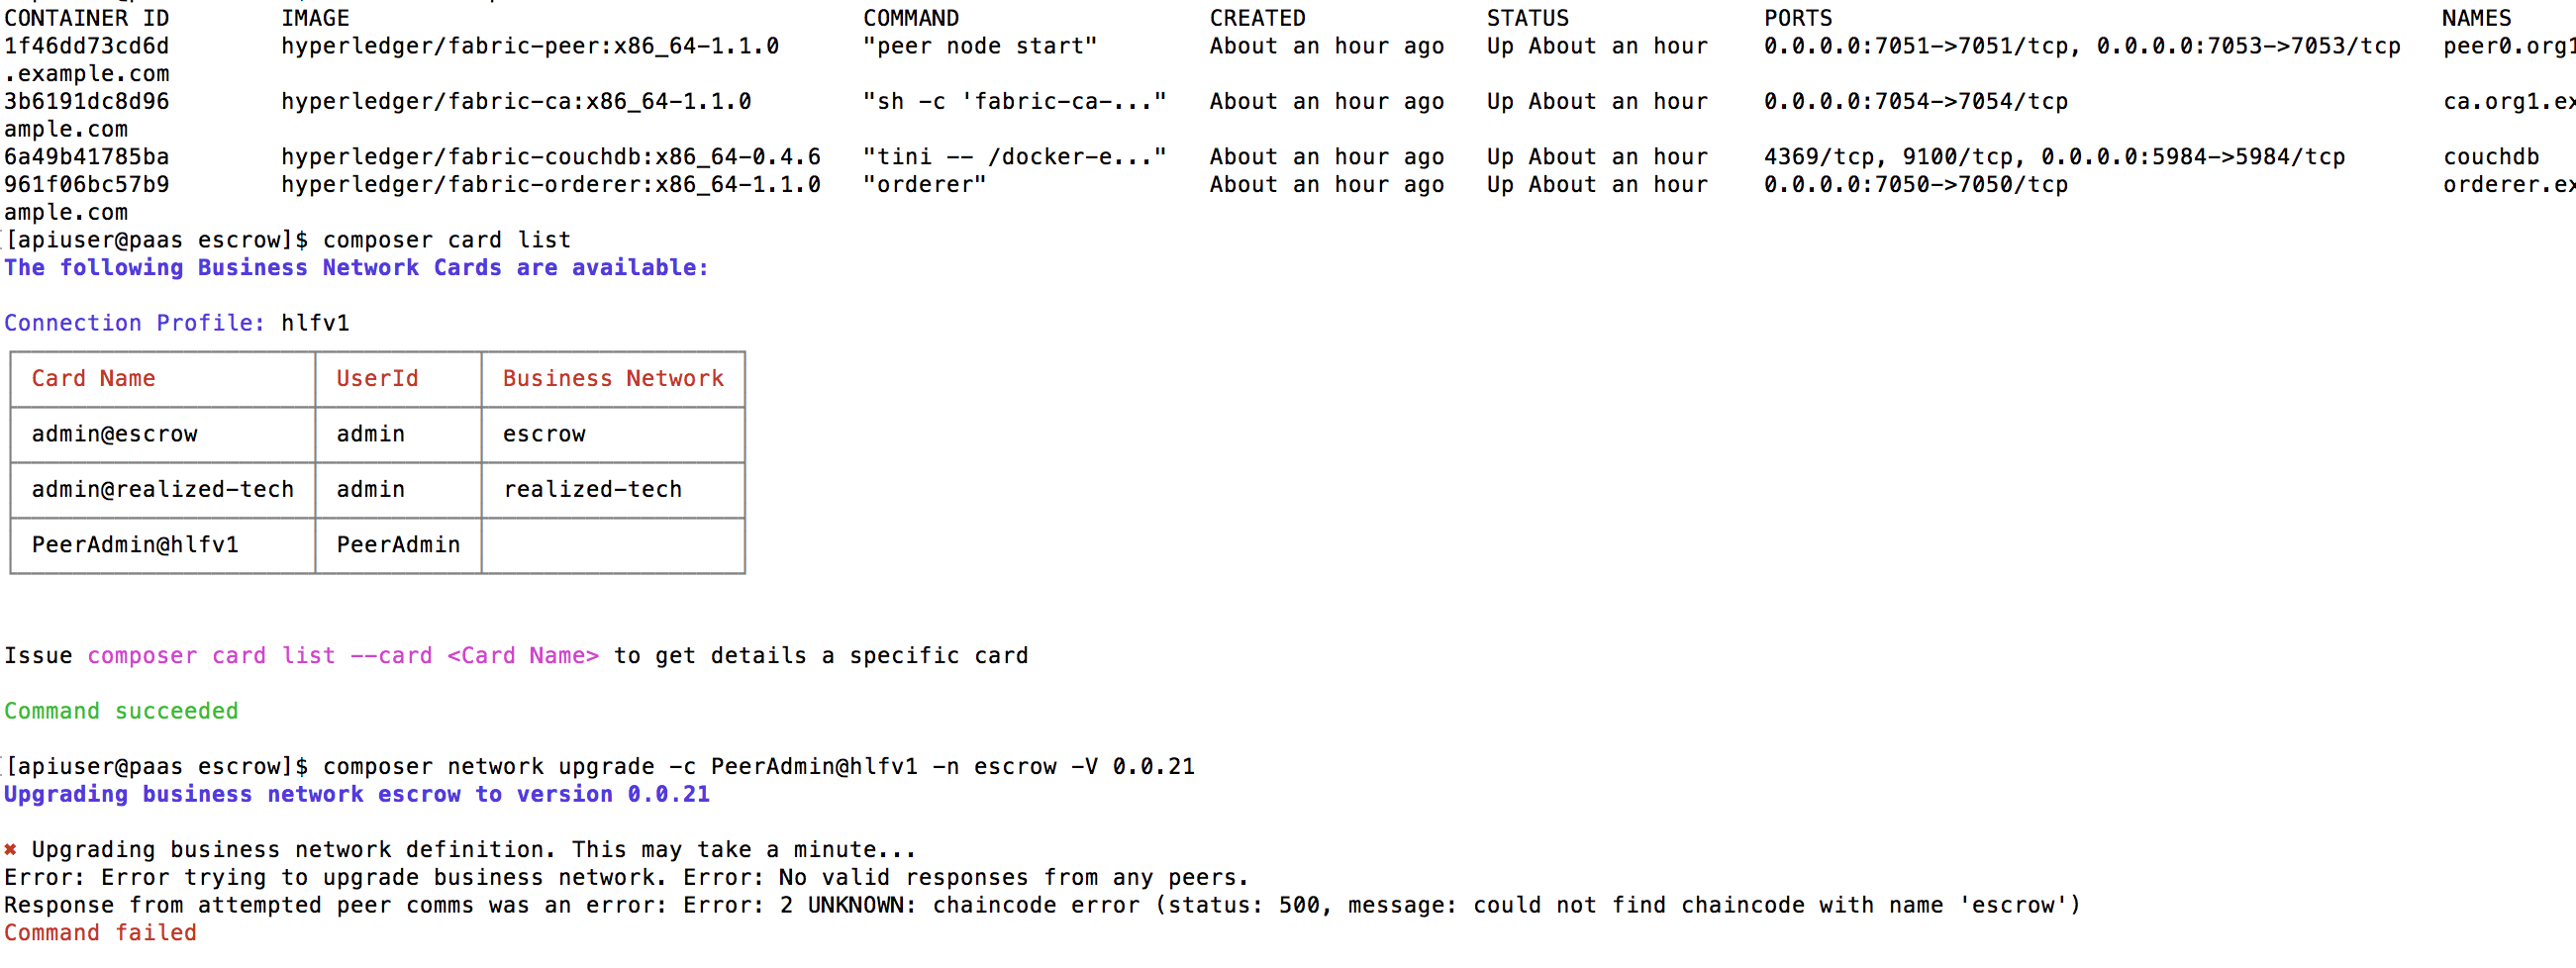 CONTAINER ID        IMAGE                                     COMMAND                  CREATED             STATUS              PORTS                                            NAMES
1f46dd73cd6d        hyperledger/fabric-peer:x86_64-1.1.0      "peer node start"        About an hour ago   Up About an hour    0.0.0.0:7051->7051/tcp, 0.0.0.0:7053->7053/tcp   peer0.org1
.example.com
3b6191dc8d96        hyperledger/fabric-ca:x86_64-1.1.0        "sh -c 'fabric-ca-..."   About an hour ago   Up About an hour    0.0.0.0:7054->7054/tcp                           ca.org1.ex
ample.com
6a49b41785ba        hyperledger/fabric-couchdb:x86_64-0.4.6   "tini -- /docker-e..."   About an hour ago   Up About an hour    4369/tcp, 9100/tcp, 0.0.0.0:5984->5984/tcp       couchdb
961f06bc57b9        hyperledger/fabric-orderer:x86_64-1.1.0   "orderer"                About an hour ago   Up About an hour    0.0.0.0:7050->7050/tcp                           orderer.ex
ample.com
[apiuser@paas escrow]$ composer card list
The following Business Network Cards are available:
Connection Profile: hlfv1
Card Name UserId Business Network
admin@escrow admin escrow
admin@realized-tech admin realized-tech
PeerAdmin@hlfv1 PeerAdmin
Issue composer card list --card <Card Name> to get details a specific card
Command succeeded
[apiuser@paas escrow]$ composer network upgrade -c PeerAdmin@hlfv1 -n escrow -V 0.0.21
Upgrading business network escrow to version 0.0.21
✖ Upgrading business network definition. This may take a minute...
Error: Error trying to upgrade business network. Error: No valid responses from any peers.
Response from attempted peer comms was an error: Error: 2 UNKNOWN: chaincode error (status: 500, message: could not find chaincode with name 'escrow')
Command failed